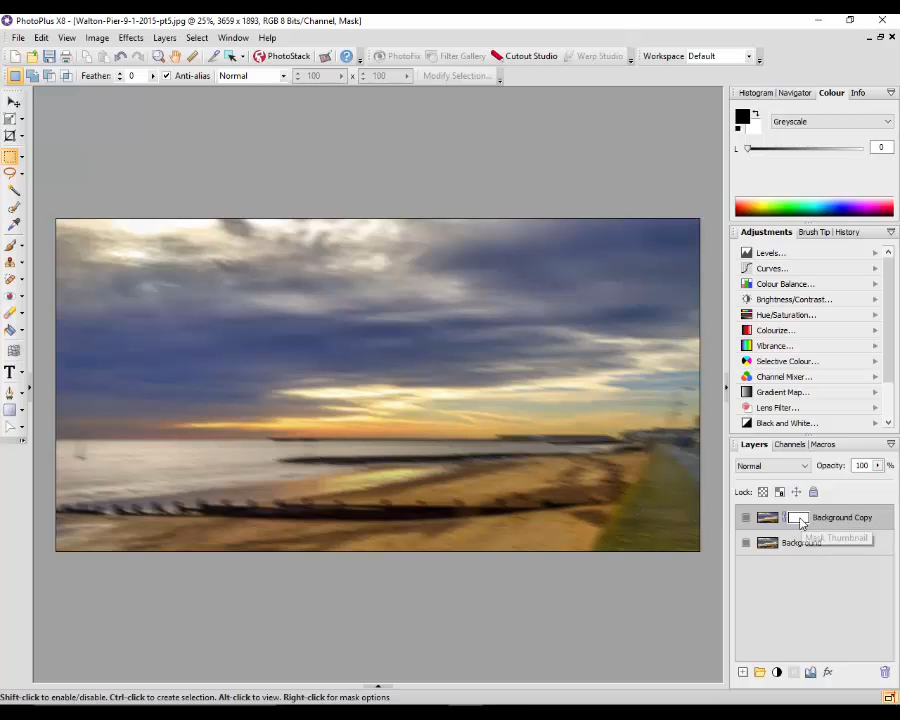 PhotoPlus X8 - [Walton-Pier-9-1-2015-pt5.jpg @ 25%, 3659 x 1893, RGB 8 Bits/Channel, Mask]
File Edit View Image Effects Layers Select Window Help
PhotoStack PhotoFix Filter Gallery Cutout Studio Warp Studio Workspace Default
Feather: 0 Anti-alias Normal 100 x 100 Modify Selection...
Histogram Navigator Colour Info
Greyscale
L 0
Adjustments Brush Tip History
Levels...
Curves...
Colour Balance...
Brightness/Contrast...
Hue/Saturation...
Colourize...
Vibrance...
Selective Colour...
Channel Mixer...
Gradient Map...
Lens Filter...
Black and White...
Layers Channels Macros
Normal Opacity: 100 %
Lock:
Background Copy
Mask Thumbnail
Background
T
fx
Shift-click to enable/disable. Ctrl-click to create selection. Alt-click to view. Right-click for mask options